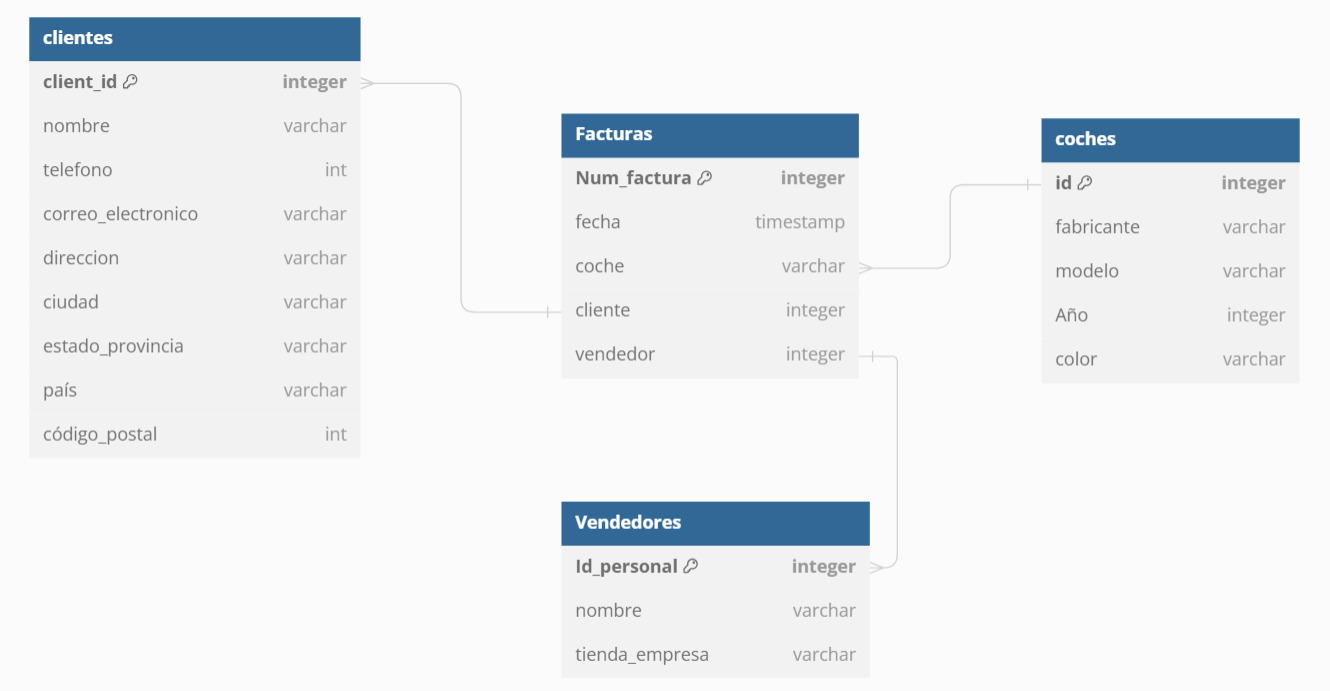 clientes
client_id integer
nombre varchar
telefono int
correo_electronico varchar
direccion varchar
ciudad varchar
estado_provincia varchar
país varchar
código_postal int
Facturas
Num_factura integer
fecha timestamp
coche varchar
cliente integer
vendedor integer
coches
id integer
fabricante varchar
modelo varchar
Año integer
color varchar
Vendedores
Id_personal integer
nombre varchar
tienda_empresa varchar